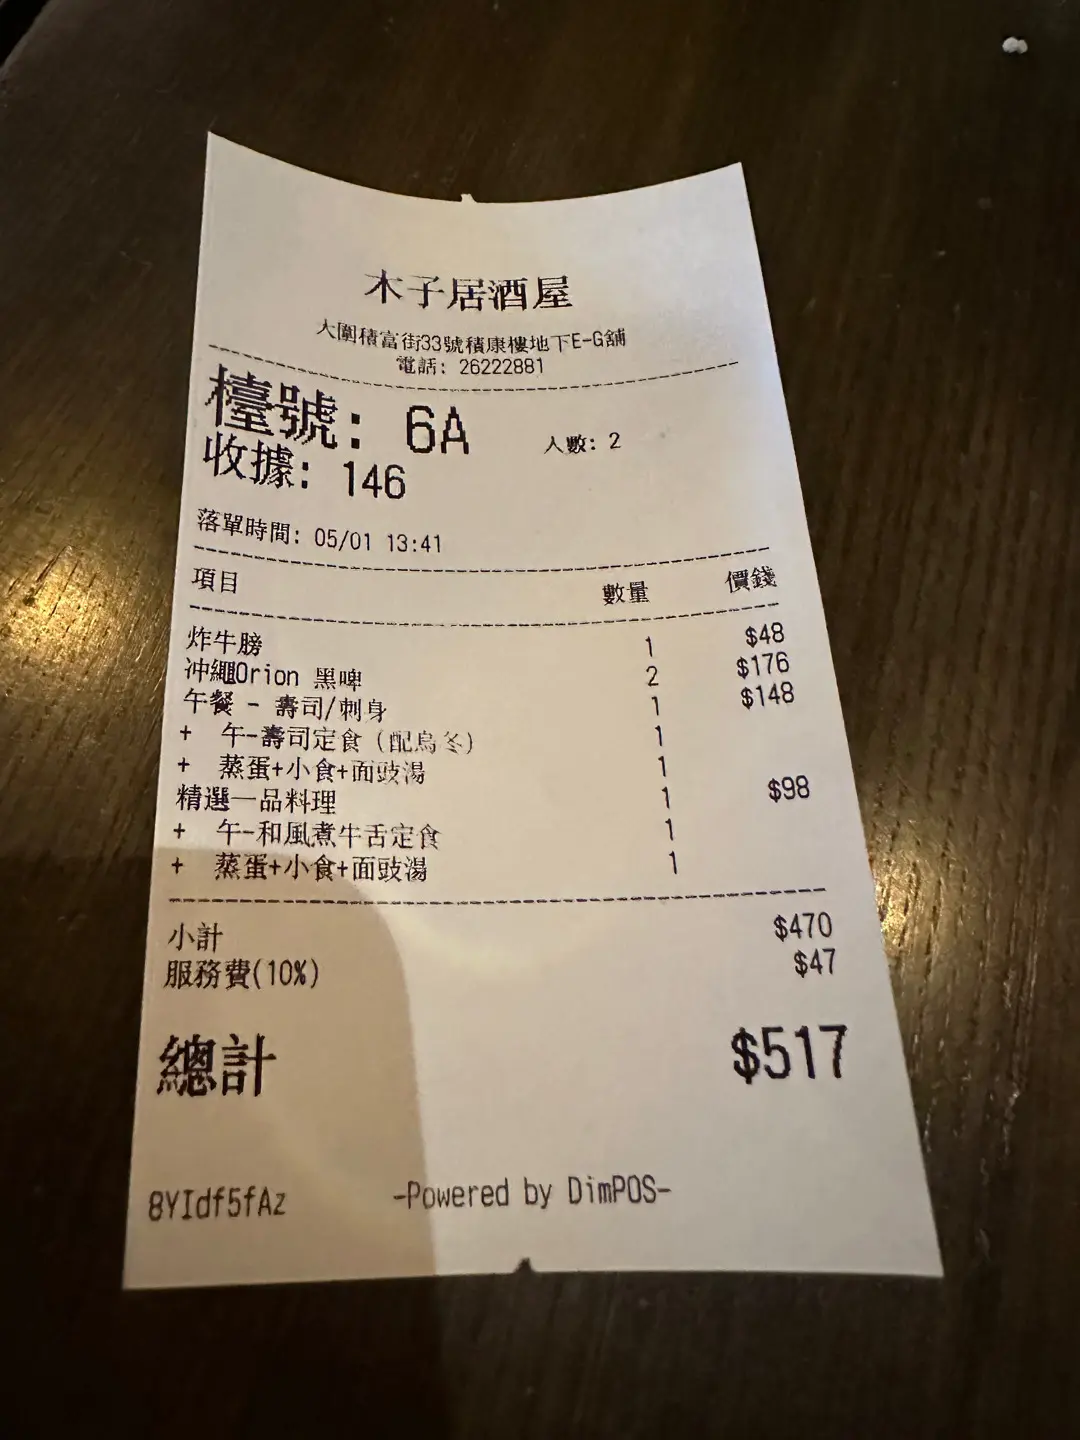 木子居酒屋
大圍積富街33號積康樓地下E-G舖
電話: 26222881
檯號: 6A 人數: 2
收據: 146
落單時間: 05/01 13:41
項目 數量 價錢
炸牛膀 1 $48
沖繩Orion 黑啤 2 $176
午餐 - 壽司/刺身 1 $148
+ 午-壽司定食 (配烏冬) 1
+ 蒸蛋+小食+面豉湯 1
精選一品料理 1 $98
+ 午-和風煮牛舌定食 1
+ 蒸蛋+小食+面豉湯 1
小計 $470
服務費(10%) $47
總計 $517
8YIdf5fAz -Powered by DimPOS-